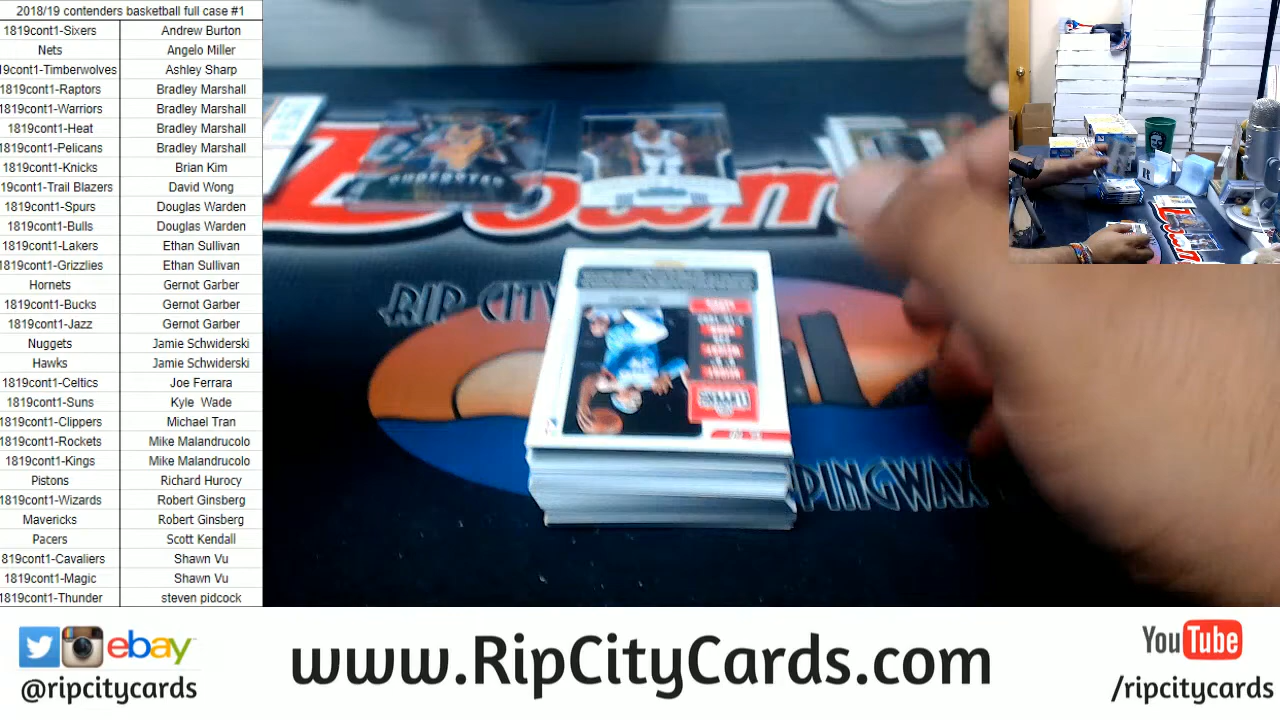 2018/19 contenders basketball full case #1
1819cont1-Sixers Andrew Burton
Nets Angelo Miller
19cont1-Timberwolves Ashley Sharp
1819cont1-Raptors Bradley Marshall
1819cont1-Warriors Bradley Marshall
1819cont1-Heat Bradley Marshall
1819cont1-Pelicans Bradley Marshall
1819cont1-Knicks Brian Kim
19cont1-Trail Blazers David Wong
1819cont1-Spurs Douglas Warden
1819cont1-Bulls Douglas Warden
1819cont1-Lakers Ethan Sullivan
1819cont1-Grizzlies Ethan Sullivan
Hornets Gernot Garber
1819cont1-Bucks Gernot Garber
1819cont1-Jazz Gernot Garber
Nuggets Jamie Schwiderski
Hawks Jamie Schwiderski
1819cont1-Celtics Joe Ferrara
1819cont1-Suns Kyle Wade
1819cont1-Clippers Michael Tran
1819cont1-Rockets Mike Malandrucolo
1819cont1-Kings Mike Malandrucolo
Pistons Richard Hurocy
1819cont1-Wizards Robert Ginsberg
Mavericks Robert Ginsberg
Pacers Scott Kendall
819cont1-Cavaliers Shawn Vu
1819cont1-Magic Shawn Vu
1819cont1-Thunder steven pidcock
SUPERSTAR
RIP CITY
PPINGWAX
ebay
@ripcitycards
www.RipCityCards.com
YouTube
/ripcitycards